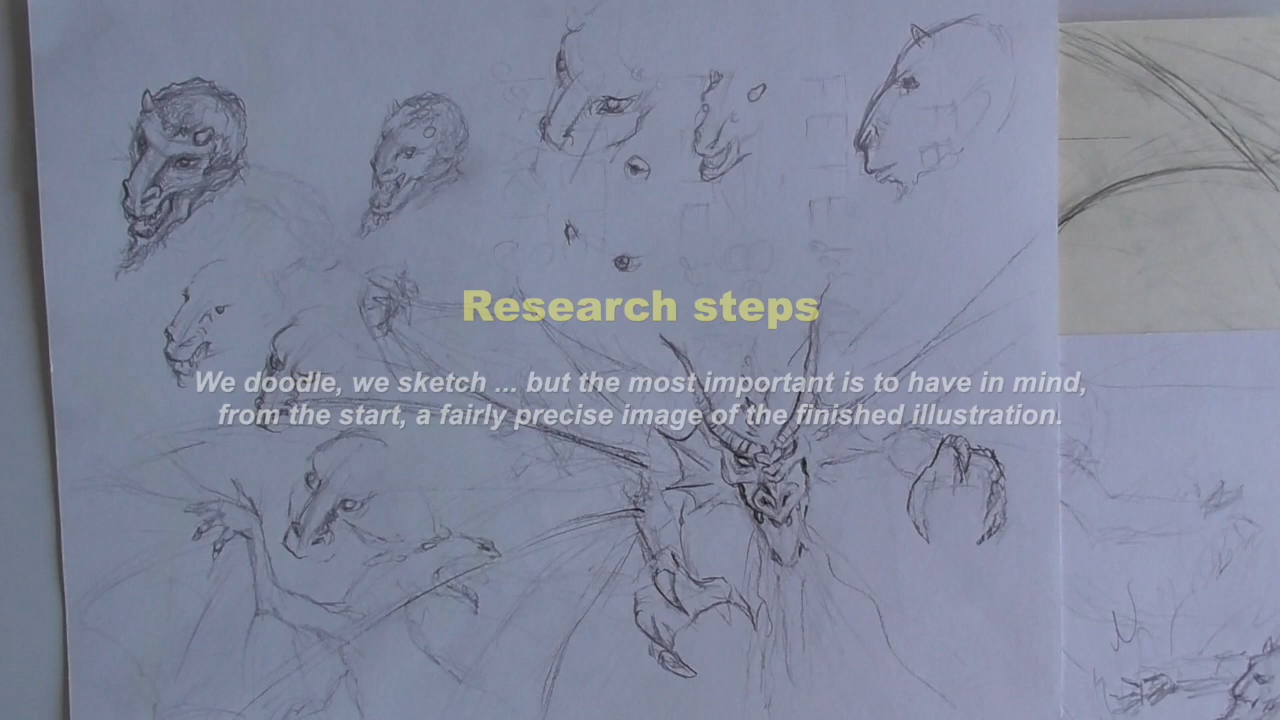 Research steps
We doodle, we sketch ... but the most important is to have in mind,
from the start, a fairly precise image of the finished illustration.